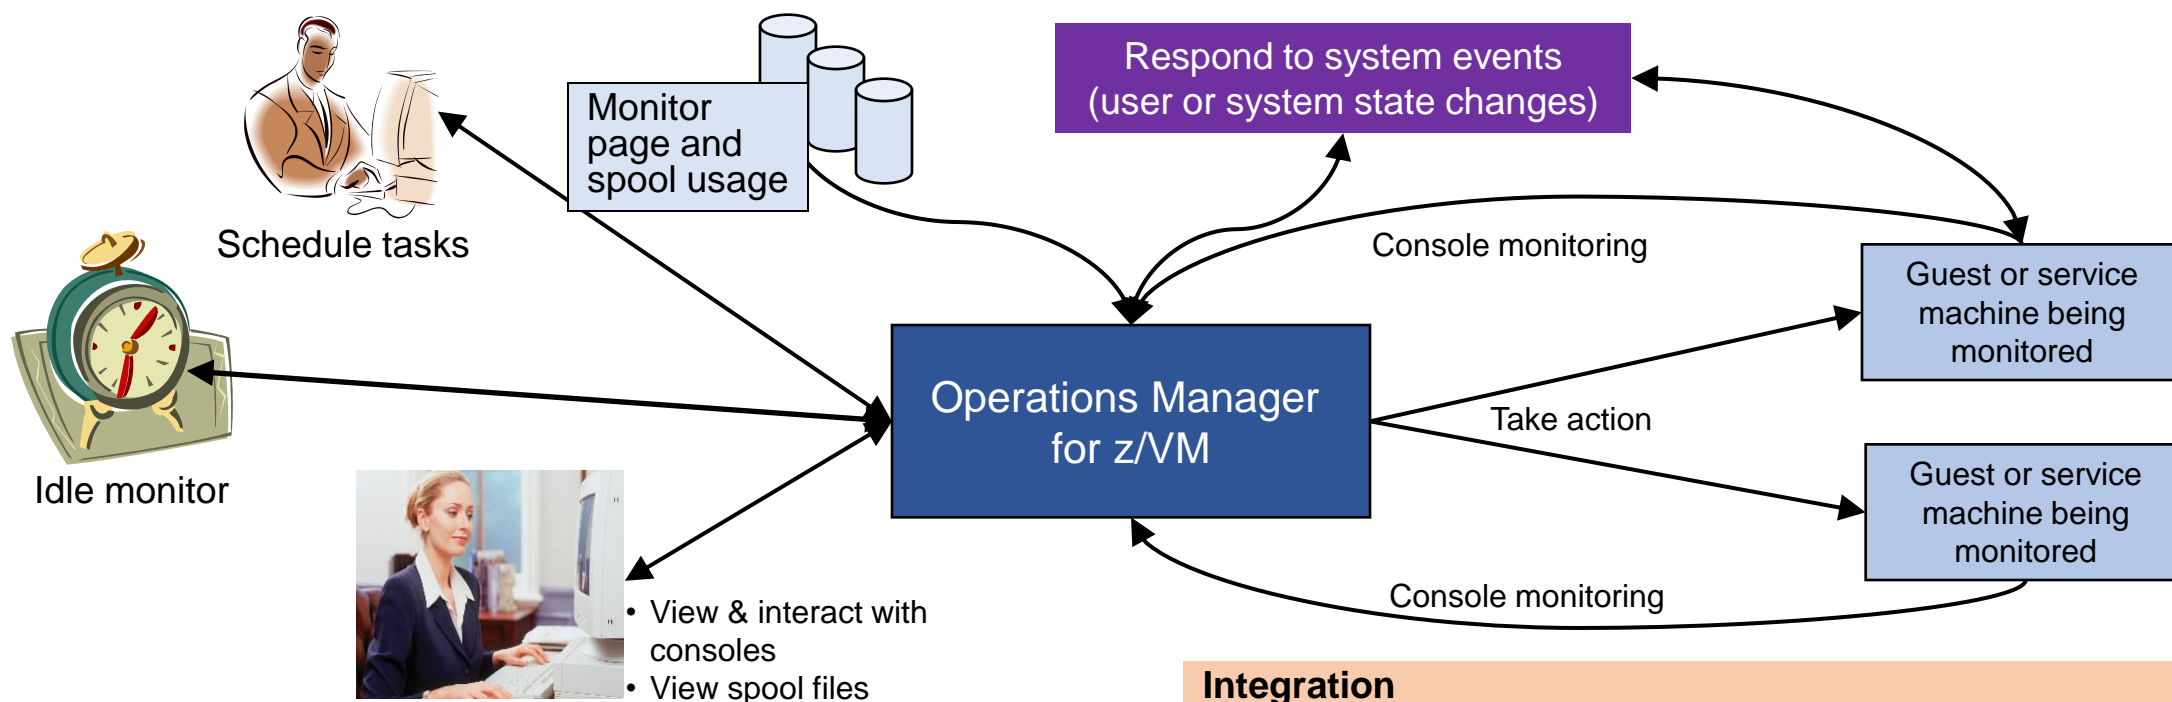 Respond to system events
(user or system state changes)
Monitor
page and
spool usage
Schedule tasks
Console monitoring
Guest or service
machine being
monitored
Operations Manager
for z/VM
Take action
Idle monitor
Guest or service
machine being
monitored
Console monitoring
• View & interact with
consoles
• View spool files
Integration